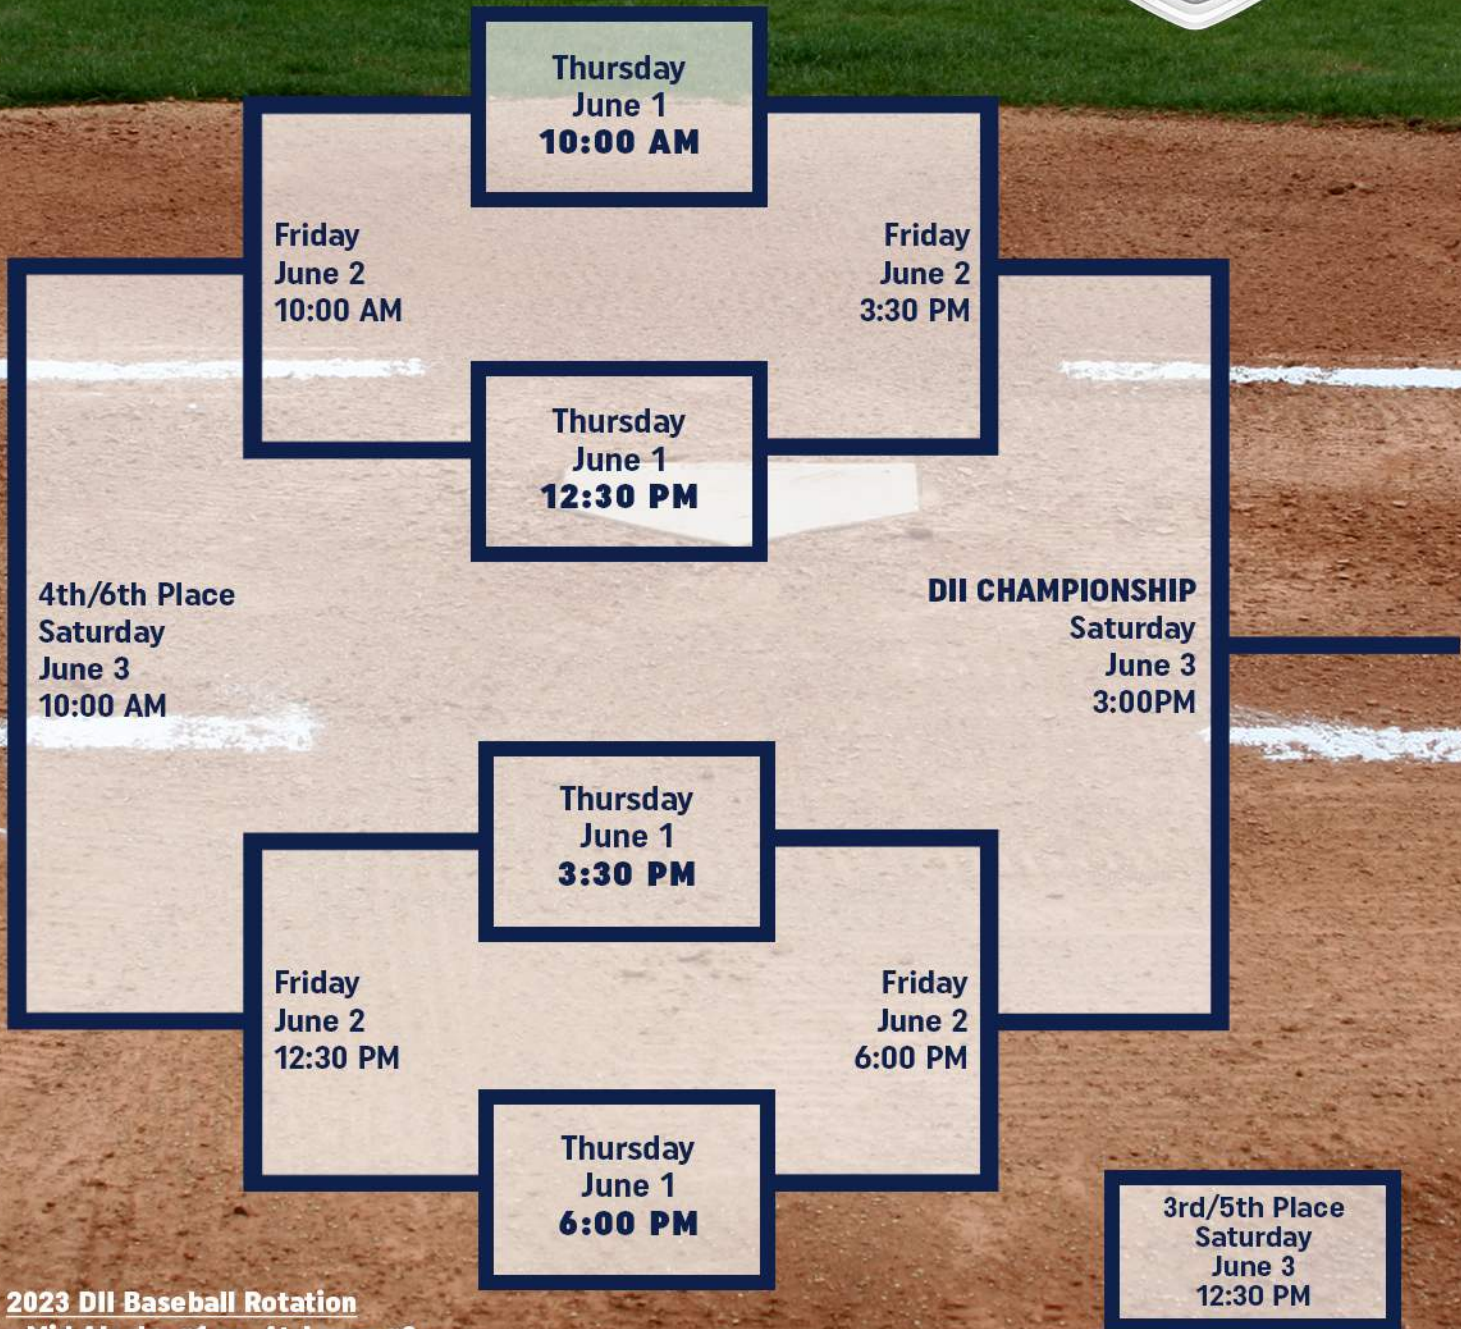 Thursday
June 1
10:00 AM
Friday
June 2
10:00 AM
Friday
June 2
3:30 PM
Thursday
June 1
12:30 PM
4th/6th Place
Saturday
June 3
10:00 AM
DII CHAMPIONSHIP
Saturday
June 3
3:00PM
Thursday
June 1
3:30 PM
Friday
June 2
12:30 PM
Friday
June 2
6:00 PM
Thursday
June 1
6:00 PM
3rd/5th Place
Saturday
June 3
12:30 PM
2023 DII Baseball Rotation